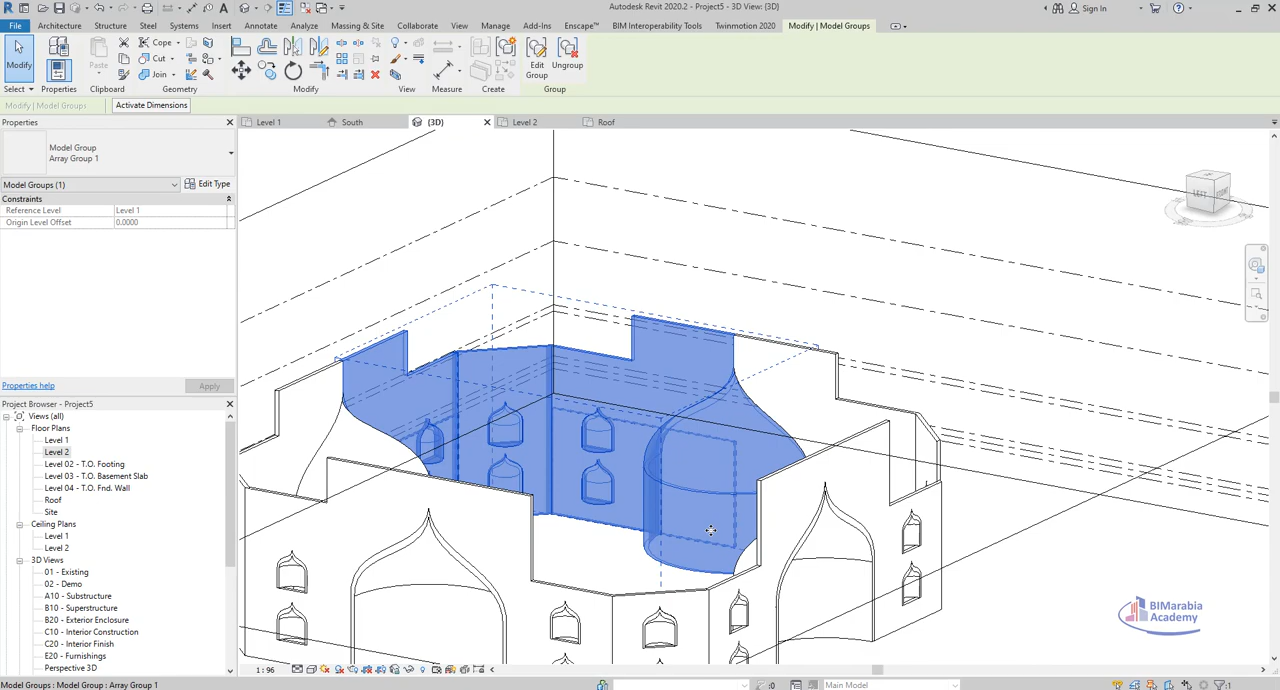 Autodesk Revit 2020.2 - Project5 - 3D View: {3D}
Sign In
File Architecture Structure Steel Systems Insert Annotate Analyze Massing & Site Collaborate View Manage Add-Ins Enscape™ BIM Interoperability Tools Twinmotion 2020 Modify | Model Groups
Modify
Properties
Paste
Cope
Cut
Join
Edit
Group
Ungroup
Select
Properties
Clipboard
Geometry
Modify
View
Measure
Create
Group
Modify | Model Groups
Activate Dimensions
Properties
Level 1
South
{3D}
Level 2
Roof
Model Group
Array Group 1
Model Groups (1)
Edit Type
Constraints
Reference Level Level 1
Origin Level Offset 0.0000
Properties help
Apply
Project Browser - Project5
Views (all)
Floor Plans
Level 1
Level 2
Level 02 - T.O. Footing
Level 03 - T.O. Basement Slab
Level 04 - T.O. Fnd. Wall
Roof
Site
Ceiling Plans
Level 1
Level 2
3D Views
01 - Existing
02 - Demo
A10 - Substructure
B10 - Superstructure
B20 - Exterior Enclosure
C10 - Interior Construction
C20 - Interior Finish
E20 - Furnishings
Perspective 3D
LEFT
BIMarabia
Academy
1 : 96
Model Groups : Model Group : Array Group 1
:0
Main Model
:1